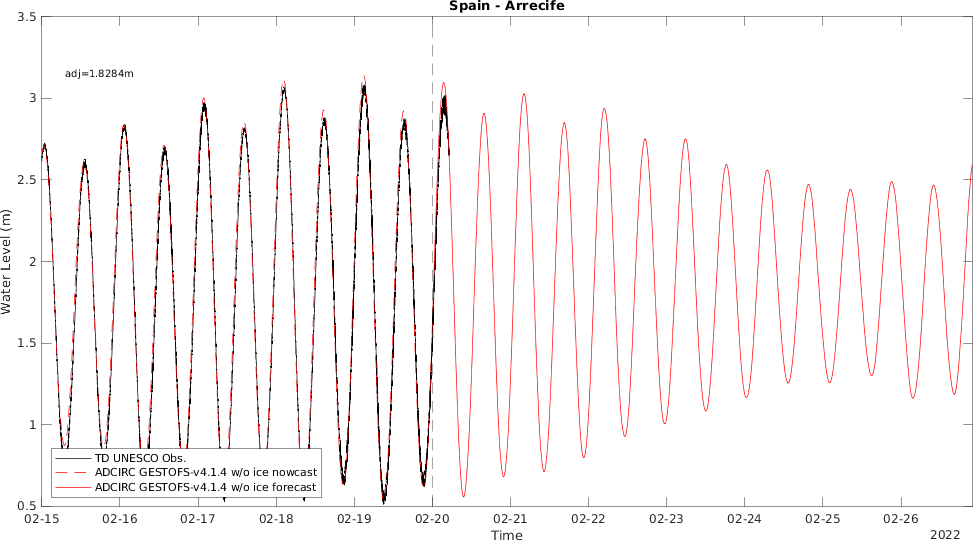 Spain - Arrecife
3.5
adj=1.8284m
3
2.5
Water Level (m)
2
1.5
1
TD UNESCO Obs.
ADCIRC GESTOFS-v4.1.4 w/o ice nowcast
ADCIRC GESTOFS-v4.1.4 w/o ice forecast
0.5
02-15 02-16 02-17 02-18 02-19 02-20 02-21 02-22 02-23 02-24 02-25 02-26
Time
2022